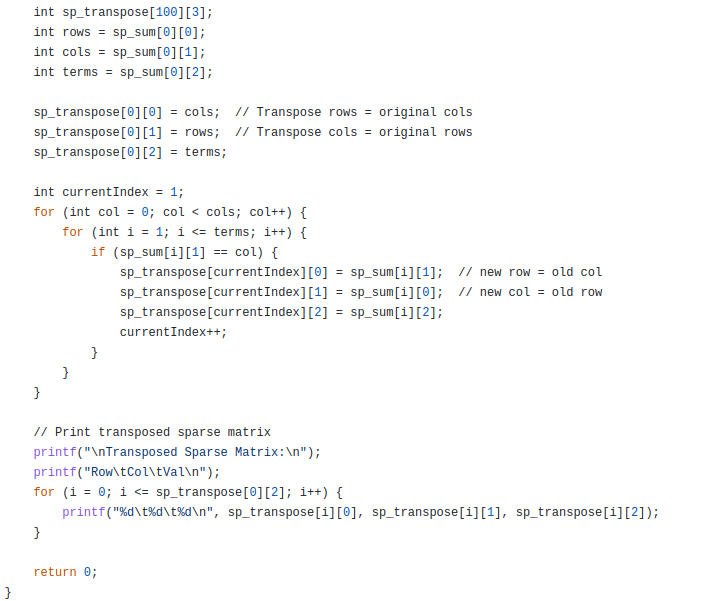 int sp_transpose[100][3];
    int rows = sp_sum[0][0];
    int cols = sp_sum[0][1];
    int terms = sp_sum[0][2];

    sp_transpose[0][0] = cols;  // Transpose rows = original cols
    sp_transpose[0][1] = rows;  // Transpose cols = original rows
    sp_transpose[0][2] = terms;

    int currentIndex = 1;
    for (int col = 0; col < cols; col++) {
        for (int i = 1; i <= terms; i++) {
            if (sp_sum[i][1] == col) {
                sp_transpose[currentIndex][0] = sp_sum[i][1];  // new row = old col
                sp_transpose[currentIndex][1] = sp_sum[i][0];  // new col = old row
                sp_transpose[currentIndex][2] = sp_sum[i][2];
                currentIndex++;
            }
        }
    }

    // Print transposed sparse matrix
    printf("\nTransposed Sparse Matrix:\n");
    printf("Row\tCol\tVal\n");
    for (i = 0; i <= sp_transpose[0][2]; i++) {
        printf("%d\t%d\t%d\n", sp_transpose[i][0], sp_transpose[i][1], sp_transpose[i][2]);
    }

    return 0;
}